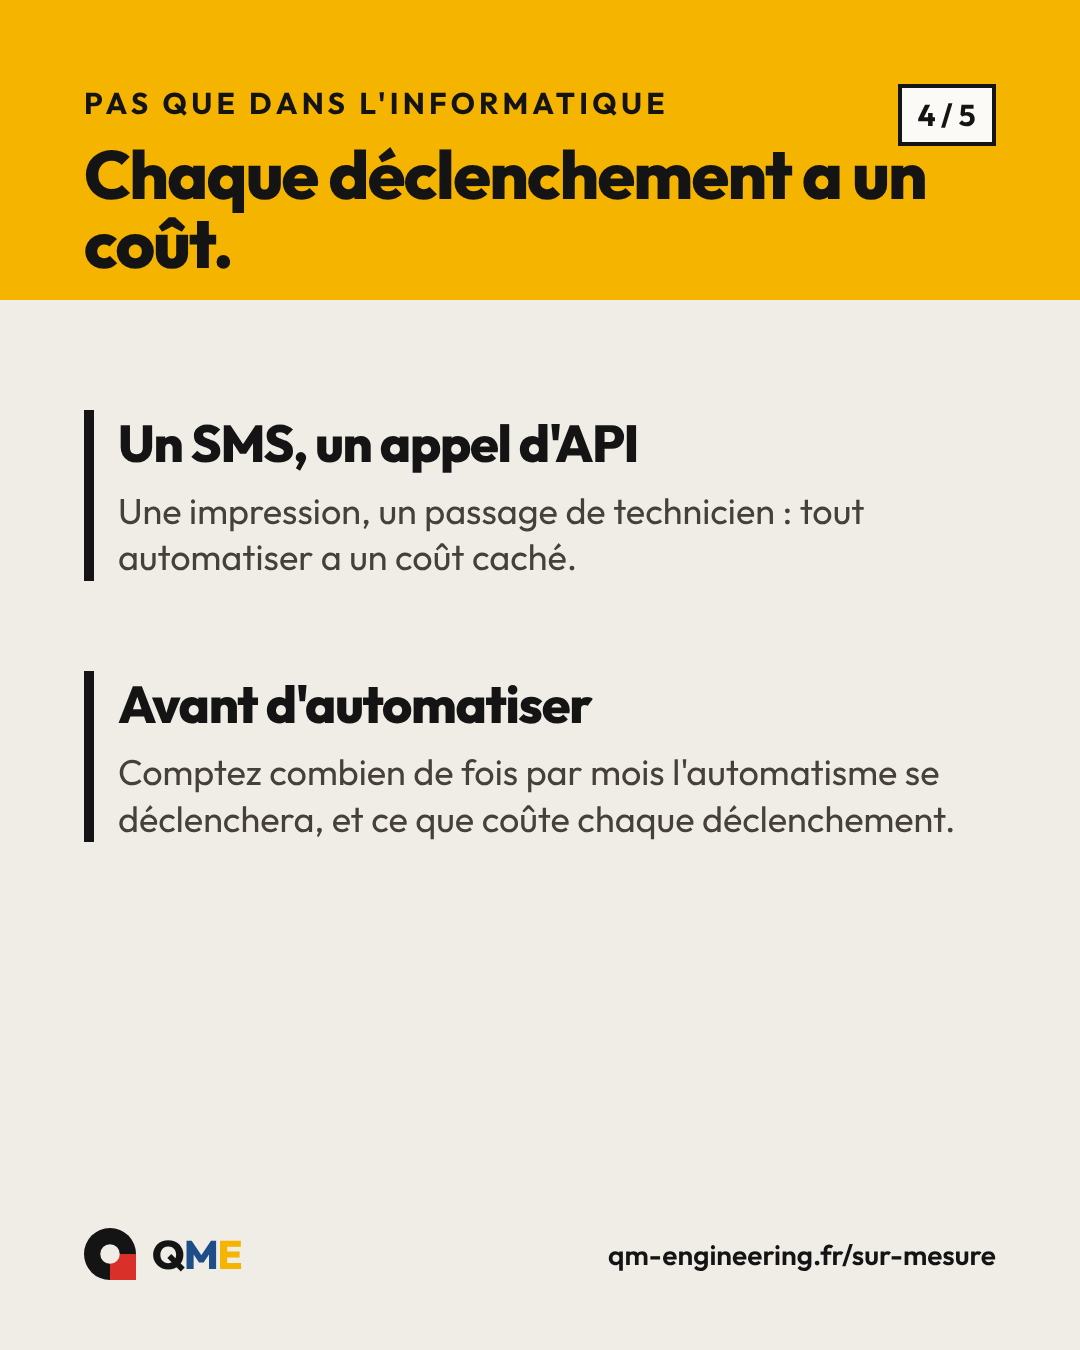 PAS QUE DANS L'INFORMATIQUE
4 / 5
Chaque déclenchement a un
coût.
Un SMS, un appel d'API
Une impression, un passage de technicien : tout
automatiser a un coût caché.
Avant d'automatiser
Comptez combien de fois par mois l'automatisme se
déclenchera, et ce que coûte chaque déclenchement.
QME
qm-engineering.fr/sur-mesure